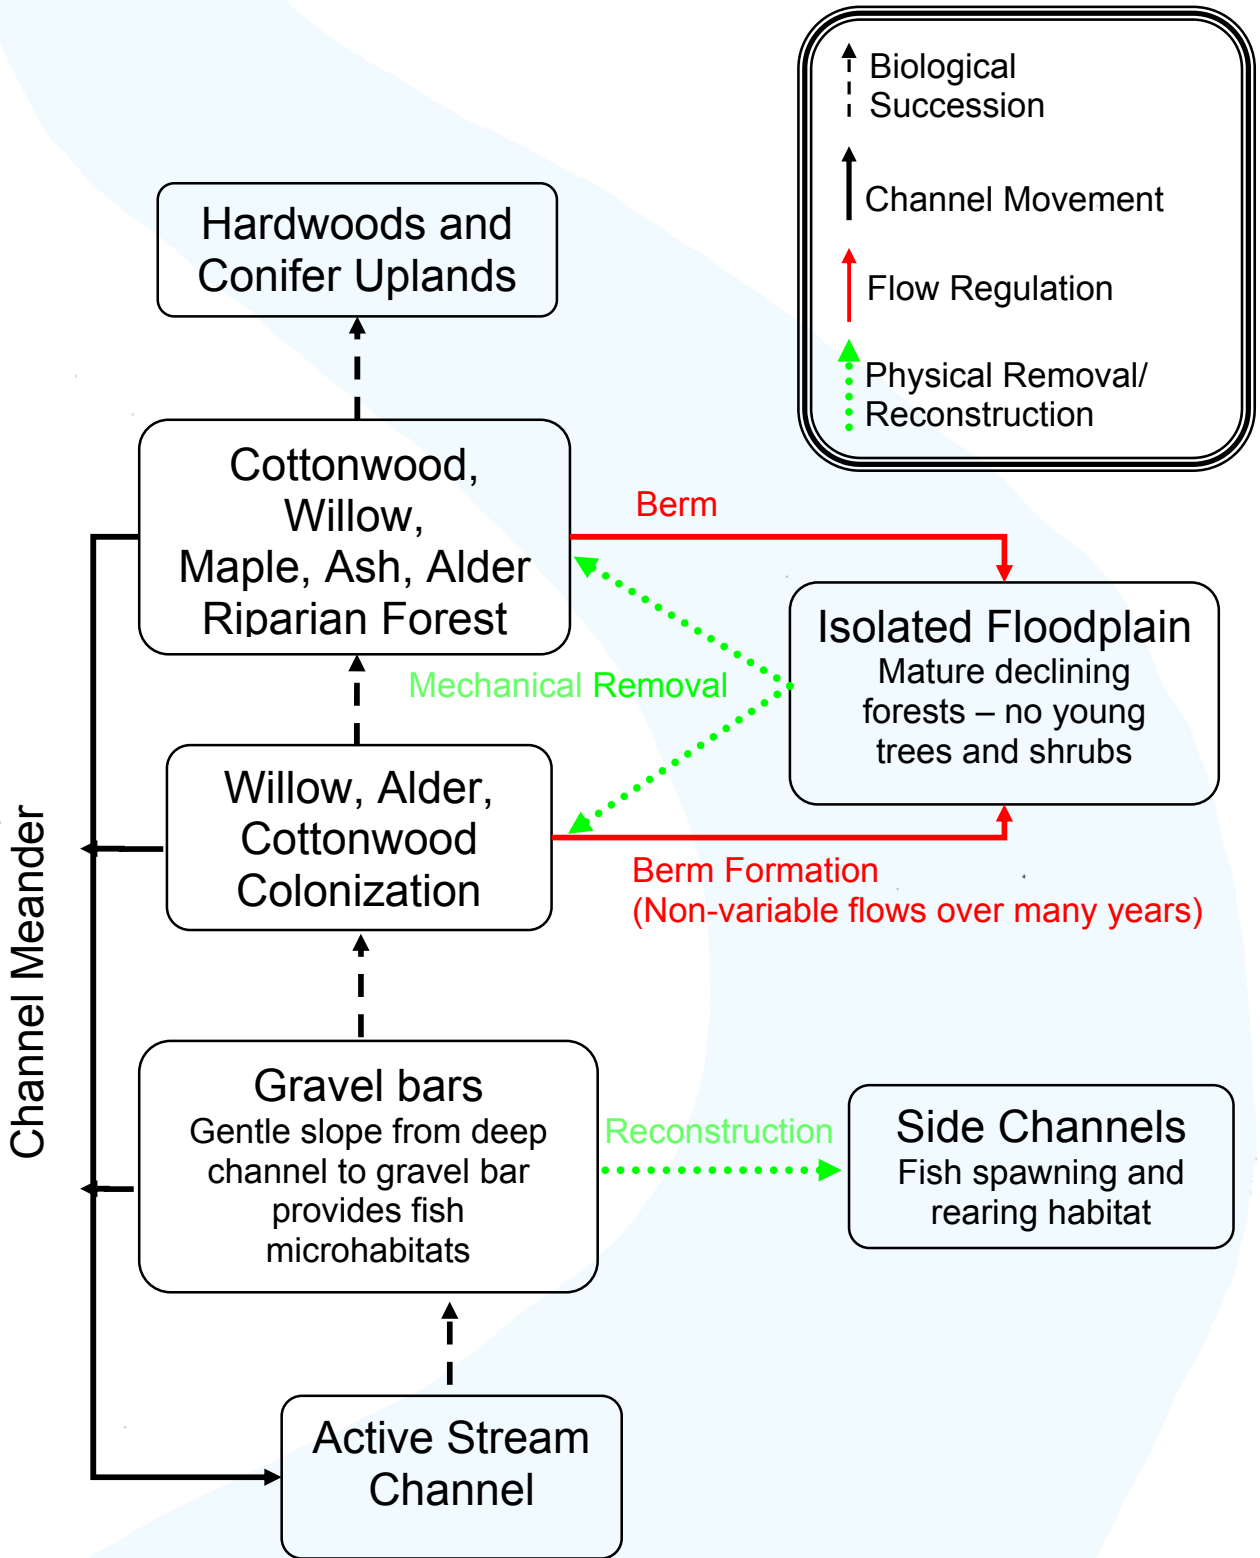 Biological
Succession
Channel Movement
Flow Regulation
Physical Removal/
Reconstruction
Hardwoods and
Conifer Uplands
Cottonwood,
Willow,
Maple, Ash, Alder
Riparian Forest
Berm
Isolated Floodplain
Mature declining
forests – no young
trees and shrubs
Mechanical Removal
Willow, Alder,
Cottonwood
Colonization
Berm Formation
(Non-variable flows over many years)
Channel Meander
Gravel bars
Gentle slope from deep
channel to gravel bar
provides fish
microhabitats
Reconstruction
Side Channels
Fish spawning and
rearing habitat
Active Stream
Channel